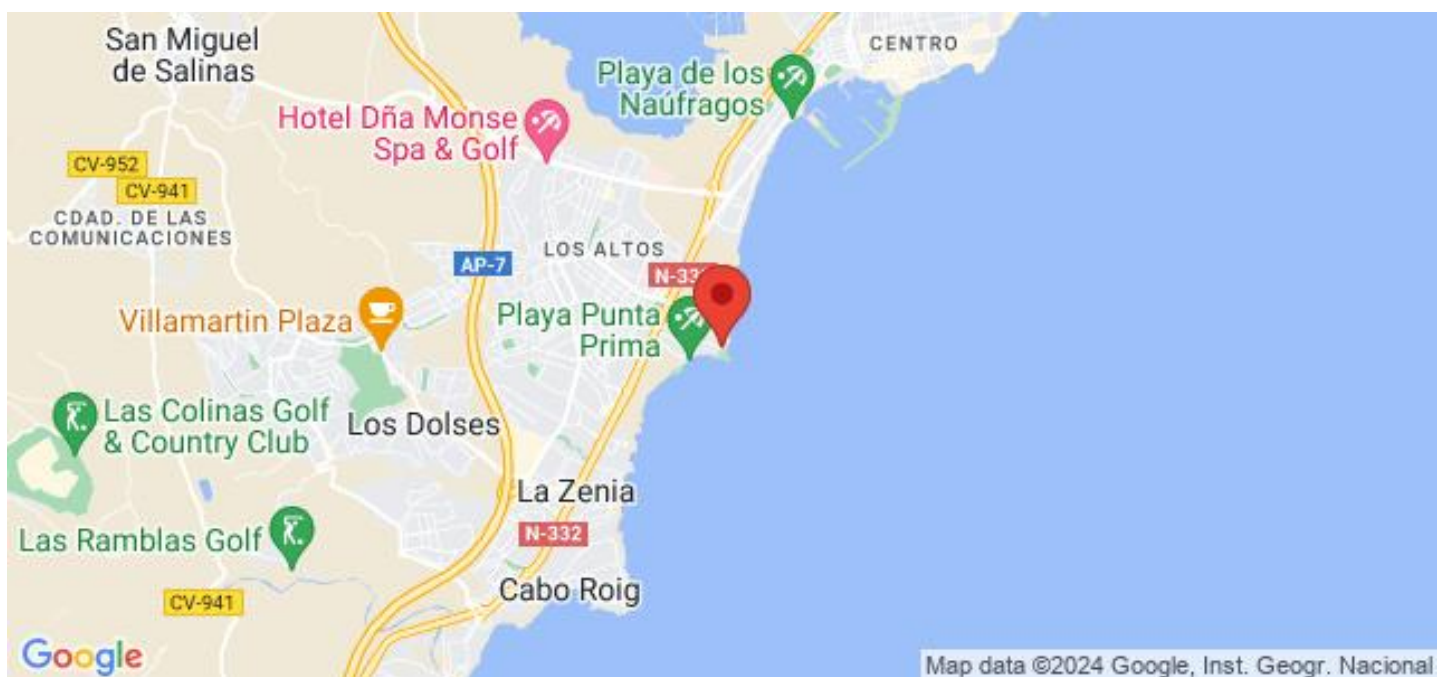 San Miguel
de Salinas
CENTRO
Playa de los
Naúfragos
Hotel Dña Monse
Spa & Golf
CV-952
CV-941
CDAD. DE LAS
COMUNICACIONES
LOS ALTOS
AP-7
Villamartin Plaza
Playa Punta
Prima
Las Colinas Golf
& Country Club
Los Dolses
La Zenia
N-332
Las Ramblas Golf
Cabo Roig
CV-941
Google
Map data ©2024 Google, Inst. Geogr. Nacional